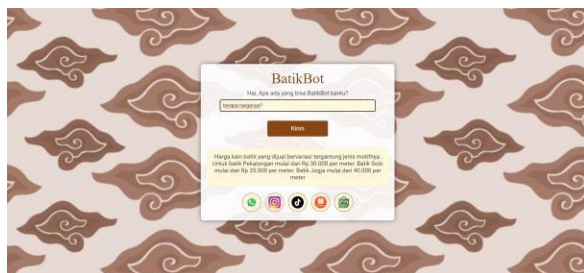 BatikBot
Hai, Apa ada yang bisa BatikBot bantu?
berapa harganya?
Kirim
Harga kain batik yang dijual bervariasi tergantung jenis motifnya.
Untuk batik Pekalongan mulai dari Rp 30.000 per meter. Batik Solo
mulai dari Rp 35.000 per meter. Batik Jogja mulai dari 40.000 per
meter